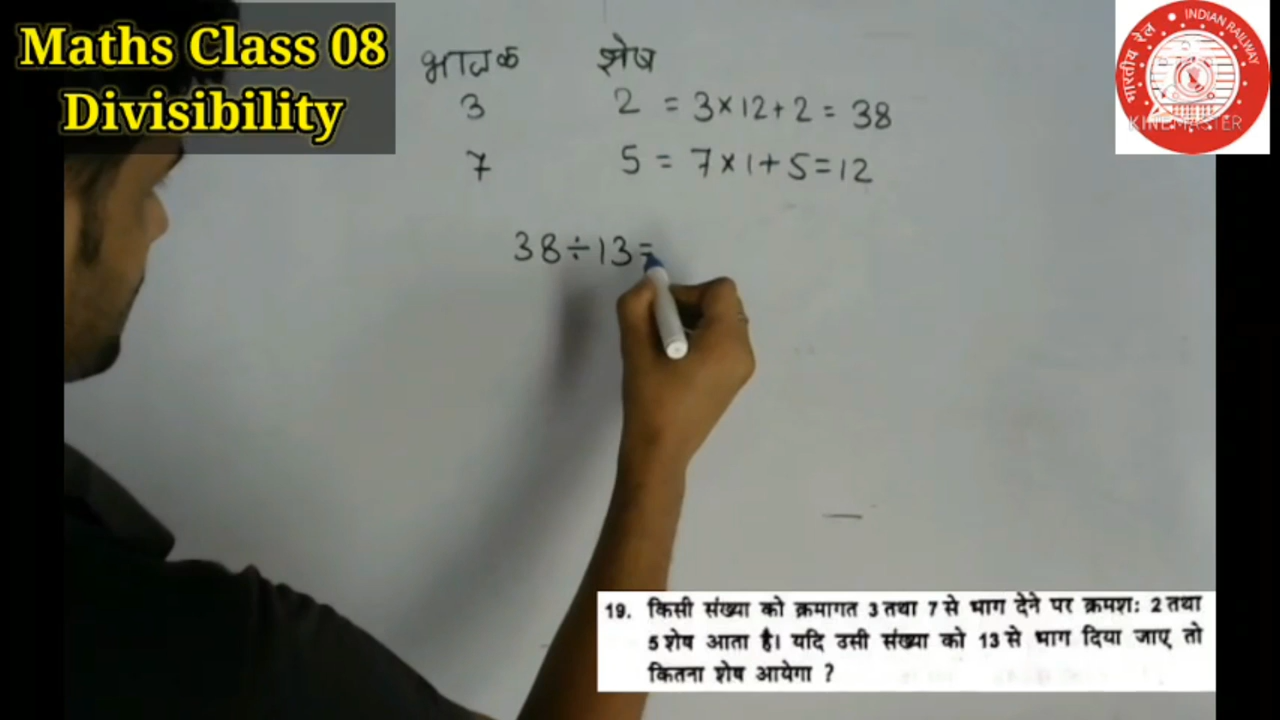 Maths Class 08
Divisibility
भारतीय रेल
INDIAN RAILWAY
KINEMASTER
भाजक शेष
3 2 = 3×12+2 = 38
7 5 = 7×1+5=12
38÷13=
19. किसी संख्या को क्रमागत 3 तथा 7 से भाग देने पर क्रमश: 2 तथा
5 शेष आता है। यदि उसी संख्या को 13 से भाग दिया जाए तो
कितना शेष आयेगा ?